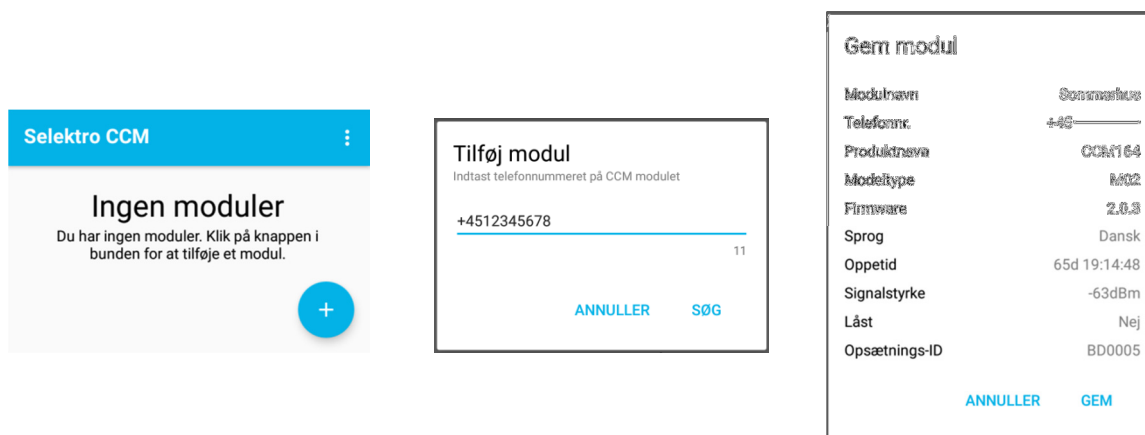 Selektro CCM
Ingen moduler
Du har ingen moduler. Klik på knappen i
bunden for at tilføje et modul.
+
Tilføj modul
Indtast telefonnummeret på CCM modulet
+4512345678
11
ANNULLER SØG
Gem modul
Modulnavn Sommerhus
Telefonnr. +45
Produktnavn CCM164
Modeltype M02
Firmware 2.0.3
Sprog Dansk
Oppetid 65d 19:14:48
Signalstyrke -63dBm
Låst Nej
Opsætnings-ID BD0005
ANNULLER GEM